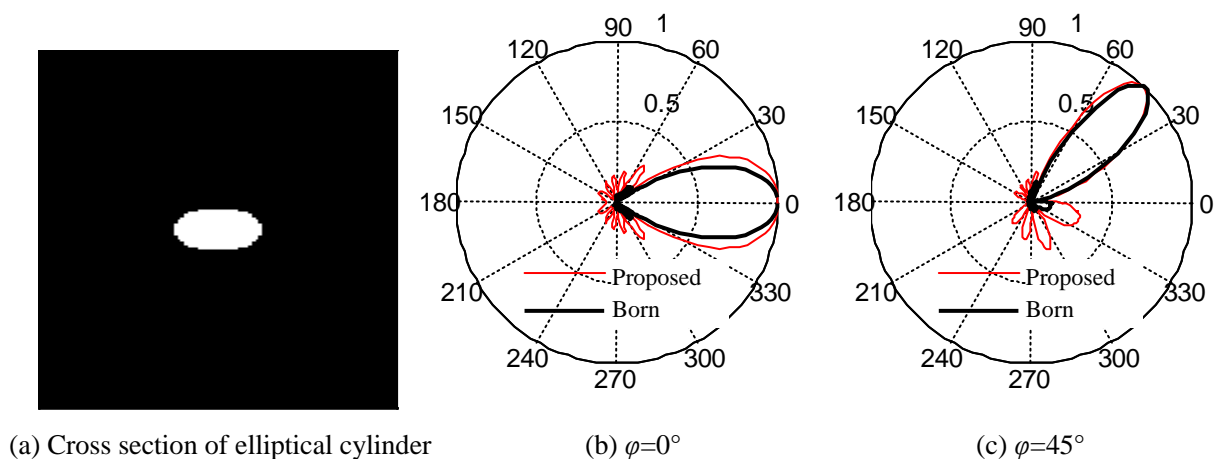 90 1
120 60
0.5
150 30
180 0
Proposed
210 330
Born
240 300
270
90 1
120 60
0.5
150 30
180 0
Proposed
210 330
Born
240 300
270
(a) Cross section of elliptical cylinder
(b) φ=0°
(c) φ=45°